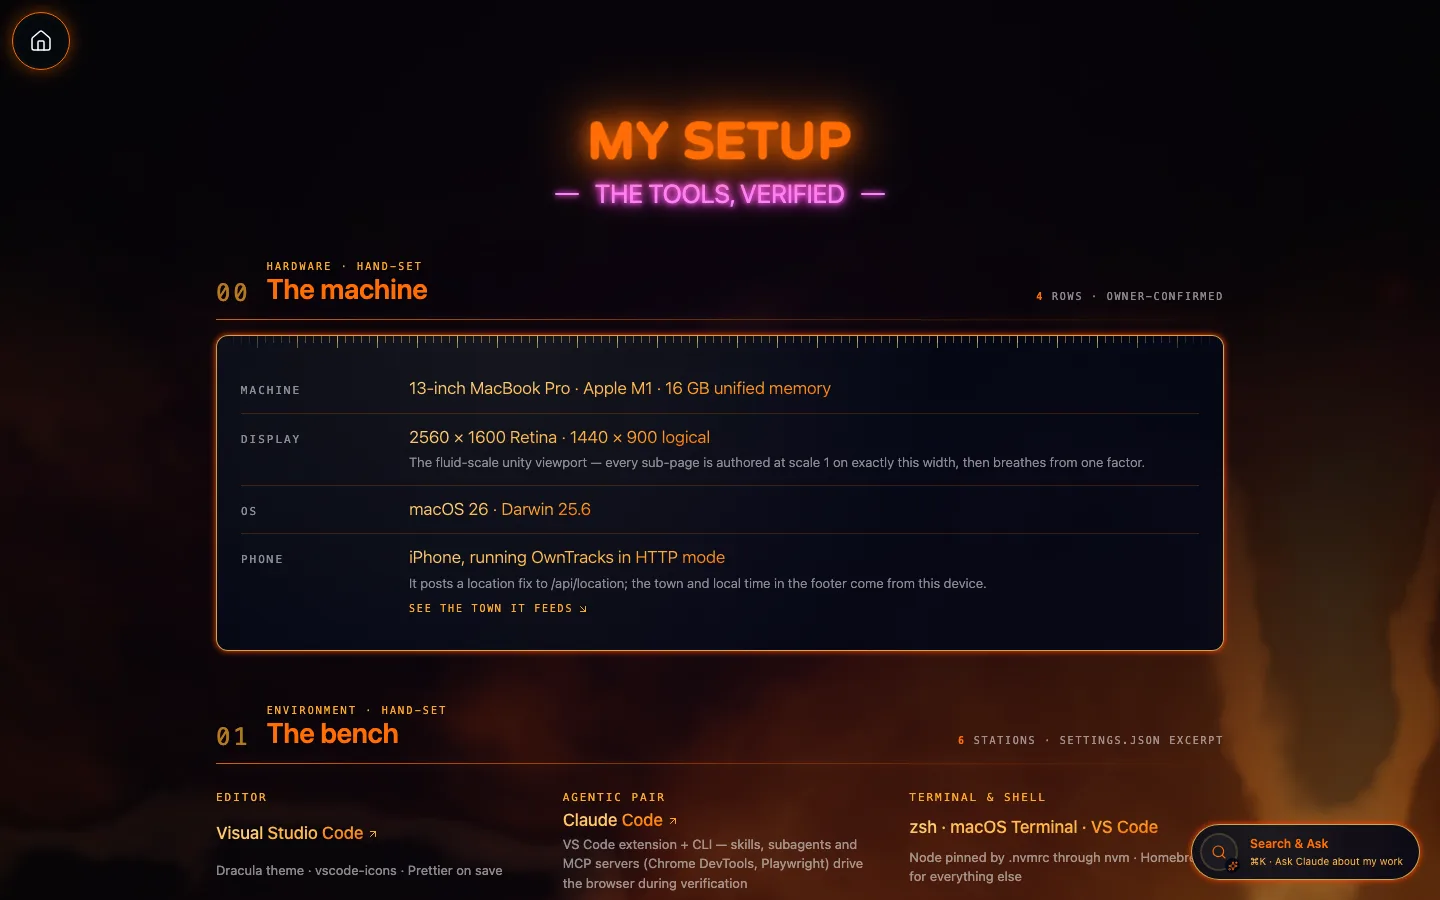 MY SETUP
— THE TOOLS, VERIFIED —
HARDWARE · HAND-SET
00 The machine
4 ROWS · OWNER-CONFIRMED
MACHINE
13-inch MacBook Pro · Apple M1 · 16 GB unified memory
DISPLAY
2560 × 1600 Retina · 1440 × 900 logical
The fluid-scale unity viewport — every sub-page is authored at scale 1 on exactly this width, then breathes from one factor.
OS
macOS 26 · Darwin 25.6
PHONE
iPhone, running OwnTracks in HTTP mode
It posts a location fix to /api/location; the town and local time in the footer come from this device.
SEE THE TOWN IT FEEDS ↘
ENVIRONMENT · HAND-SET
01 The bench
6 STATIONS · SETTINGS.JSON EXCERPT
EDITOR
Visual Studio Code ↗
Dracula theme · vscode-icons · Prettier on save
AGENTIC PAIR
Claude Code ↗
VS Code extension + CLI — skills, subagents and
MCP servers (Chrome DevTools, Playwright) drive
the browser during verification
TERMINAL & SHELL
zsh · macOS Terminal · VS Code
Node pinned by .nvmrc through nvm ·
for everything else
Search & Ask
⌘K · Ask Claude about my work